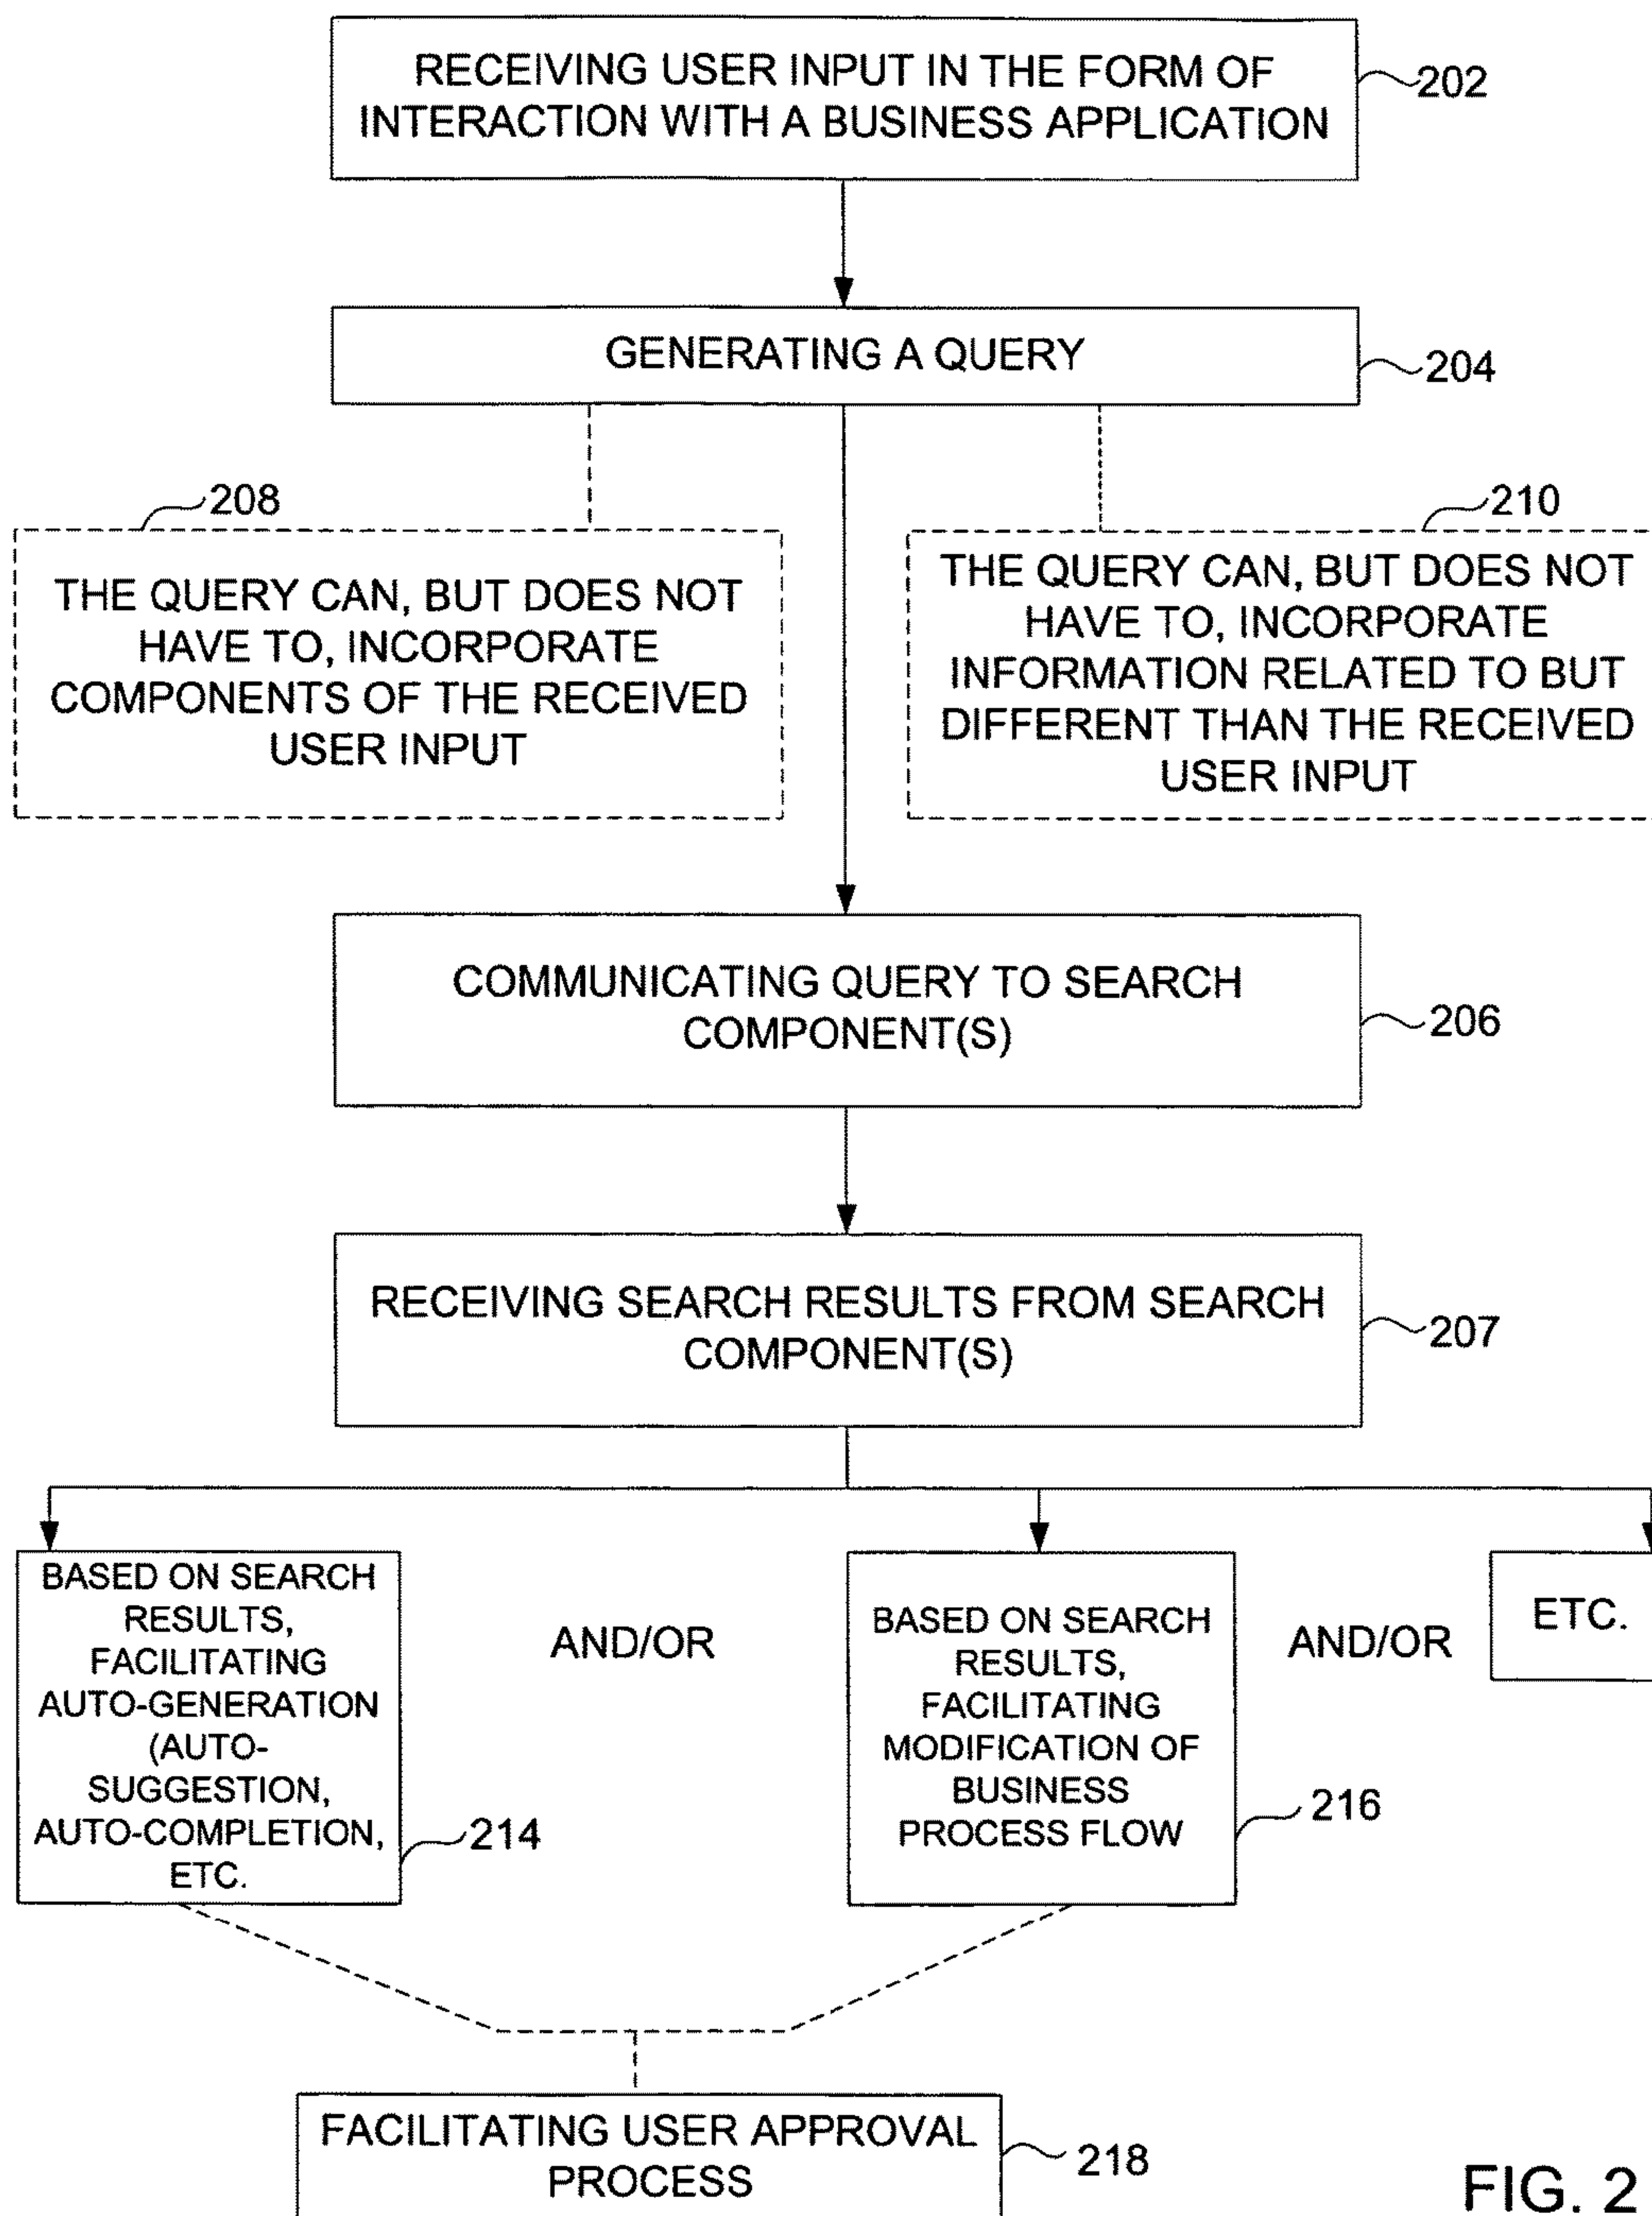 RECEIVING USER INPUT IN THE FORM OF
INTERACTION WITH A BUSINESS APPLICATION
202
GENERATING A QUERY
204
208
THE QUERY CAN, BUT DOES NOT
HAVE TO, INCORPORATE
COMPONENTS OF THE RECEIVED
USER INPUT
210
THE QUERY CAN, BUT DOES NOT
HAVE TO, INCORPORATE
INFORMATION RELATED TO BUT
DIFFERENT THAN THE RECEIVED
USER INPUT
COMMUNICATING QUERY TO SEARCH
COMPONENT(S)
206
RECEIVING SEARCH RESULTS FROM SEARCH
COMPONENT(S)
207
BASED ON SEARCH
RESULTS,
FACILITATING
AUTO-GENERATION
(AUTO-
SUGGESTION,
AUTO-COMPLETION,
ETC.
214
AND/OR
BASED ON SEARCH
RESULTS,
FACILITATING
MODIFICATION OF
BUSINESS
PROCESS FLOW
216
AND/OR
ETC.
FACILITATING USER APPROVAL
PROCESS
218
FIG. 2